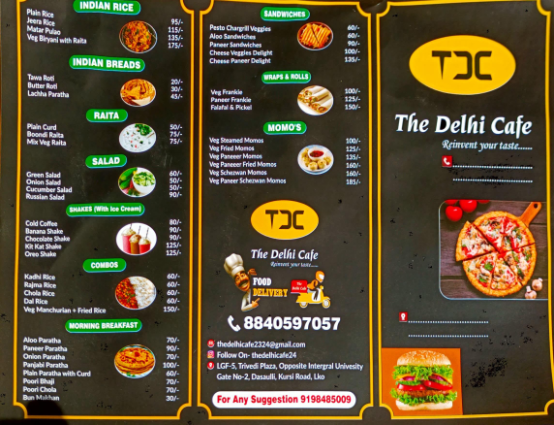 INDIAN RICE
Plain Rice 95/-
Jeera Rice 115/-
Matar Pulao 125/-
Veg Biryani with Raita 175/-
INDIAN BREADS
Tawa Roti 20/-
Butter Roti 30/-
Lachha Paratha 45/-
RAITA
Plain Curd 50/-
Boondi Raita 75/-
Mix Veg Raita 75/-
SALAD
Green Salad 60/-
Onion Salad 50/-
Cucumber Salad 50/-
Russian Salad 90/-
SHAKES (With Ice Cream)
Cold Coffee 80/-
Banana Shake 90/-
Chocolate Shake 90/-
Kit Kat Shake 125/-
Oreo Shake 125/-
COMBOS
Kadhi Rice 60/-
Rajma Rice 60/-
Chola Rice 60/-
Dal Rice 60/-
Veg Manchurian + Fried Rice 150/-
MORNING BREAKFAST
Aloo Paratha 70/-
Paneer Paratha 90/-
Onion Paratha 70/-
Panjabi Paratha 100/-
Plain Paratha with Curd 60/-
Poori Bhaji 70/-
Poori Chola 70/-
Bun Makhan 30/-
SANDWICHES
Pesto Chargrill Veggies 60/-
Aloo Sandwiches 60/-
Paneer Sandwiches 90/-
Cheese Veggies Delight 100/-
Cheese Paneer Delight 135/-
WRAPS & ROLLS
Veg Frankie 100/-
Paneer Frankie 125/-
Falafal & Pickel 150/-
MOMO'S
Veg Steamed Momos 100/-
Veg Fried Momos 125/-
Veg Paneer Momos 135/-
Veg Paneer Fried Momos 160/-
Veg Schezwan Momos 160/-
Veg Paneer Schezwan Momos 185/-
TDC
The Delhi Cafe
Reinvent your taste.....
FOOD
DELIVERY
8840597057
thedelhicafe2324@gmail.com
Follow On- thedelhicafe24
LGF-5, Trivedi Plaza, Opposite Intergral Univesity
Gate No-2, Dasaulli, Kursi Road, Lko
For Any Suggestion 9198485009
TDC
The Delhi Cafe
Reinvent your taste......